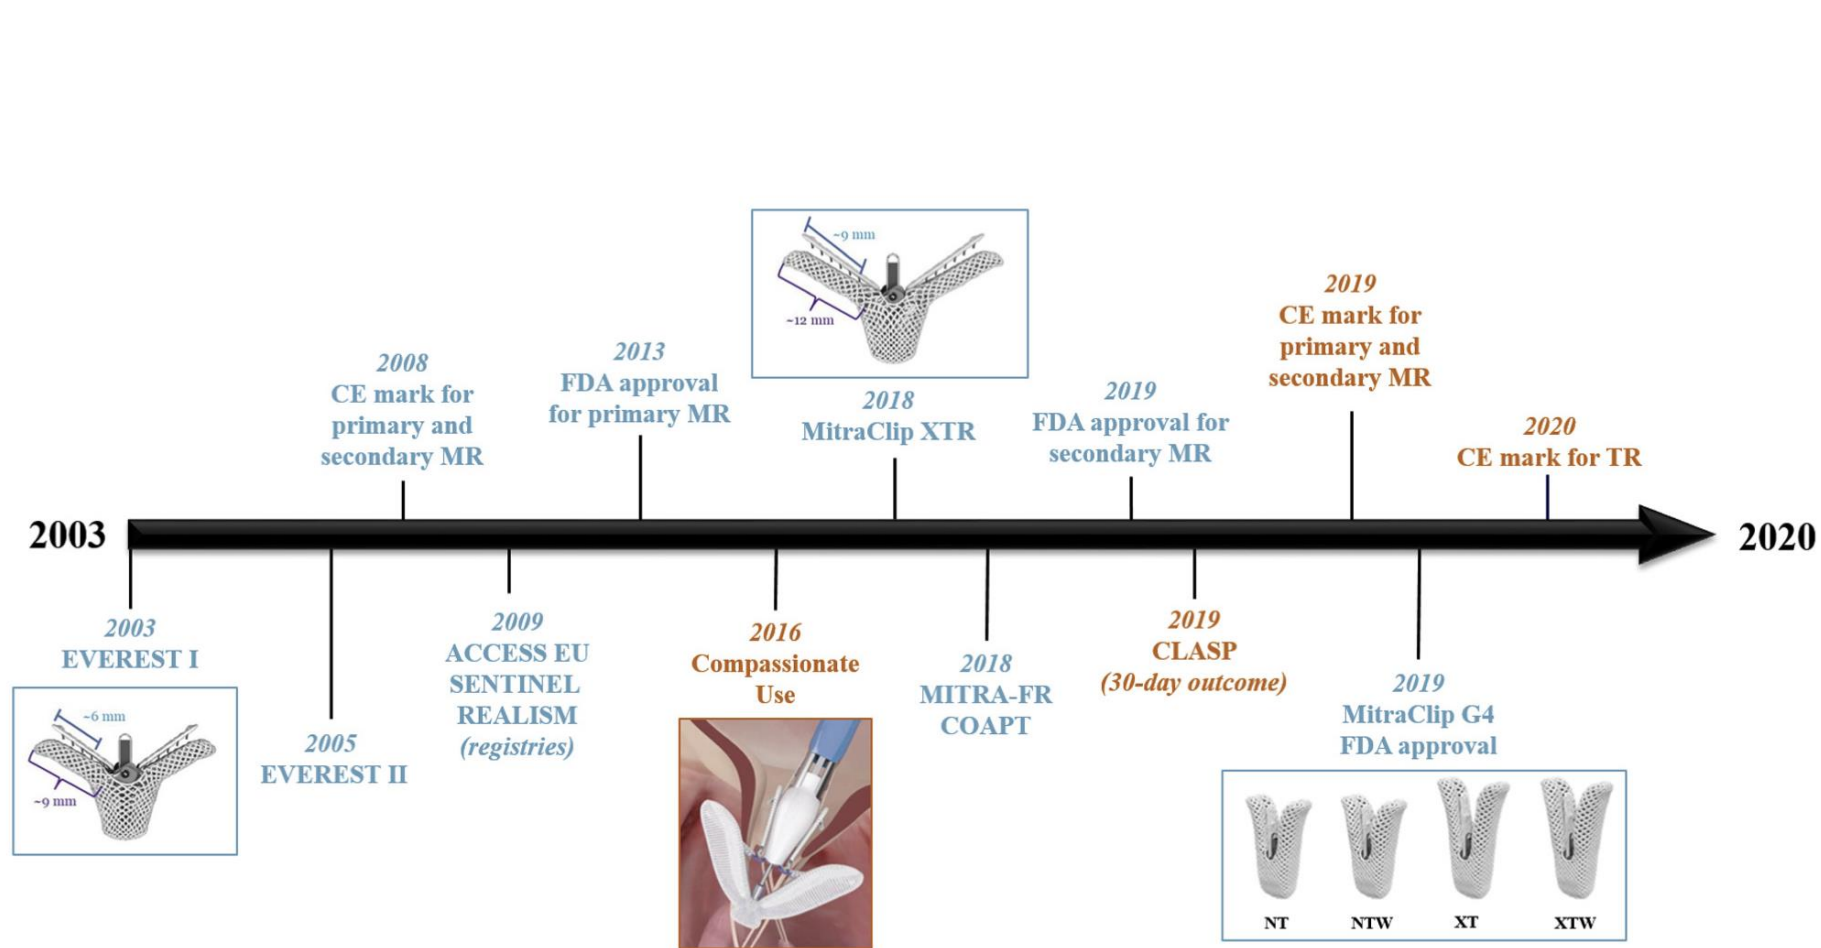 ~9 mm
~12 mm
2008
CE mark for
primary and
secondary MR
2013
FDA approval
for primary MR
2018
MitraClip XTR
2019
FDA approval for
secondary MR
2019
CE mark for
primary and
secondary MR
2020
CE mark for TR
2003
2020
2003
EVEREST I
~6 mm
~9 mm
2005
EVEREST II
2009
ACCESS EU
SENTINEL
REALISM
(registries)
2016
Compassionate
Use
2018
MITRA-FR
COAPT
2019
CLASP
(30-day outcome)
2019
MitraClip G4
FDA approval
NT NTW XT XTW